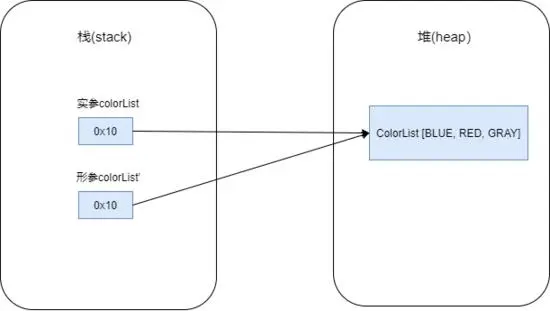 栈(stack)
堆(heap)
实参colorList
0x10
ColorList [BLUE, RED, GRAY]
形参colorList'
0x10